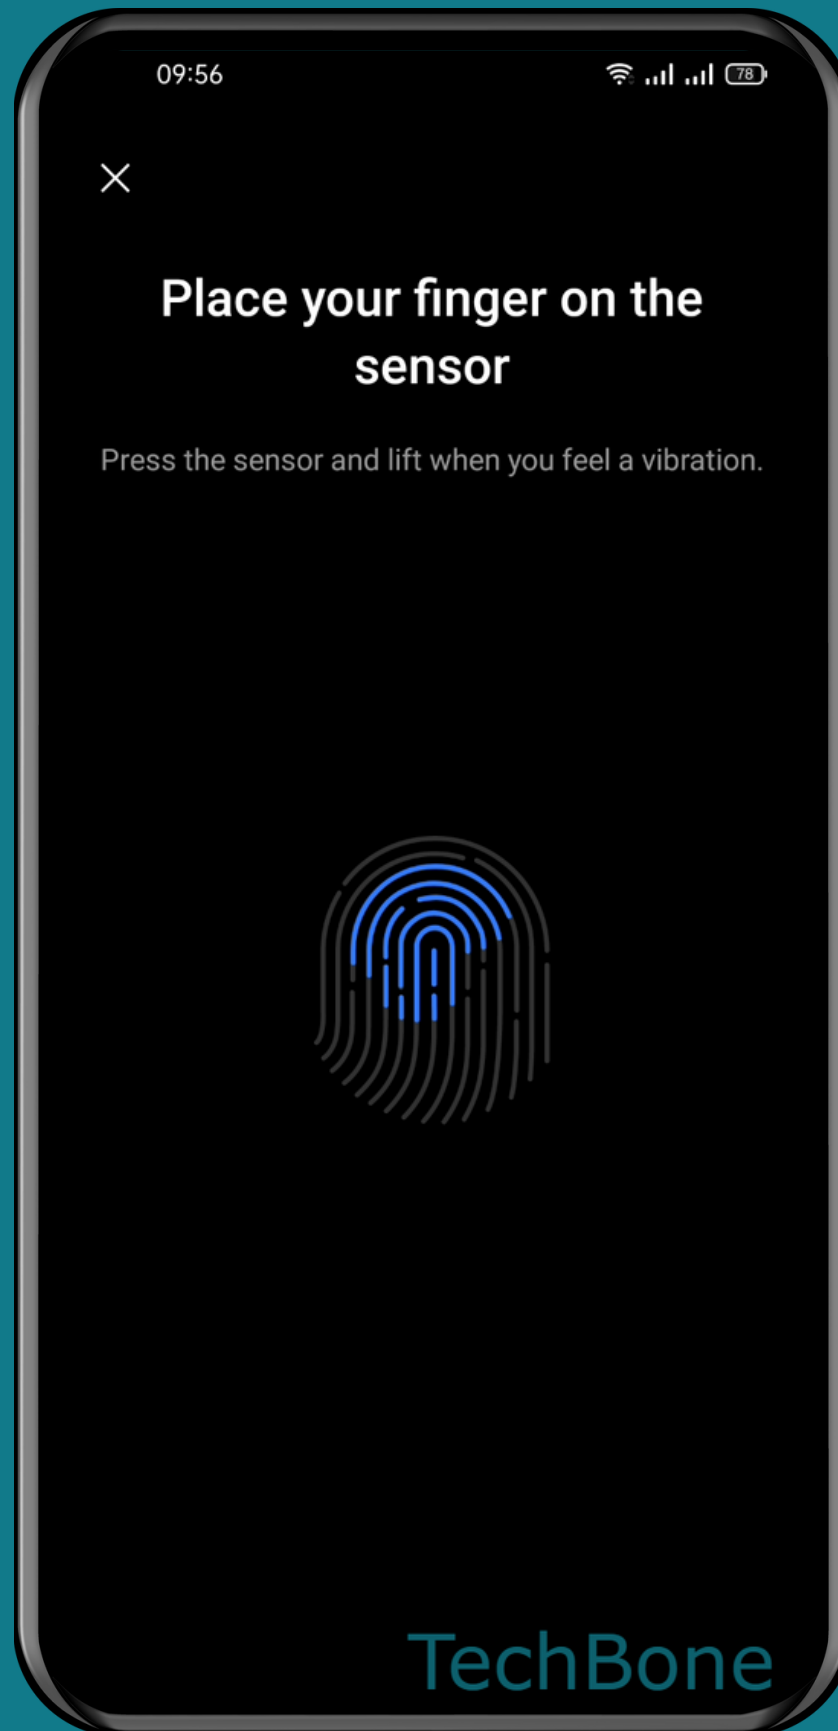 09:56
78
Place your finger on the
sensor
Press the sensor and lift when you feel a vibration.
TechBone